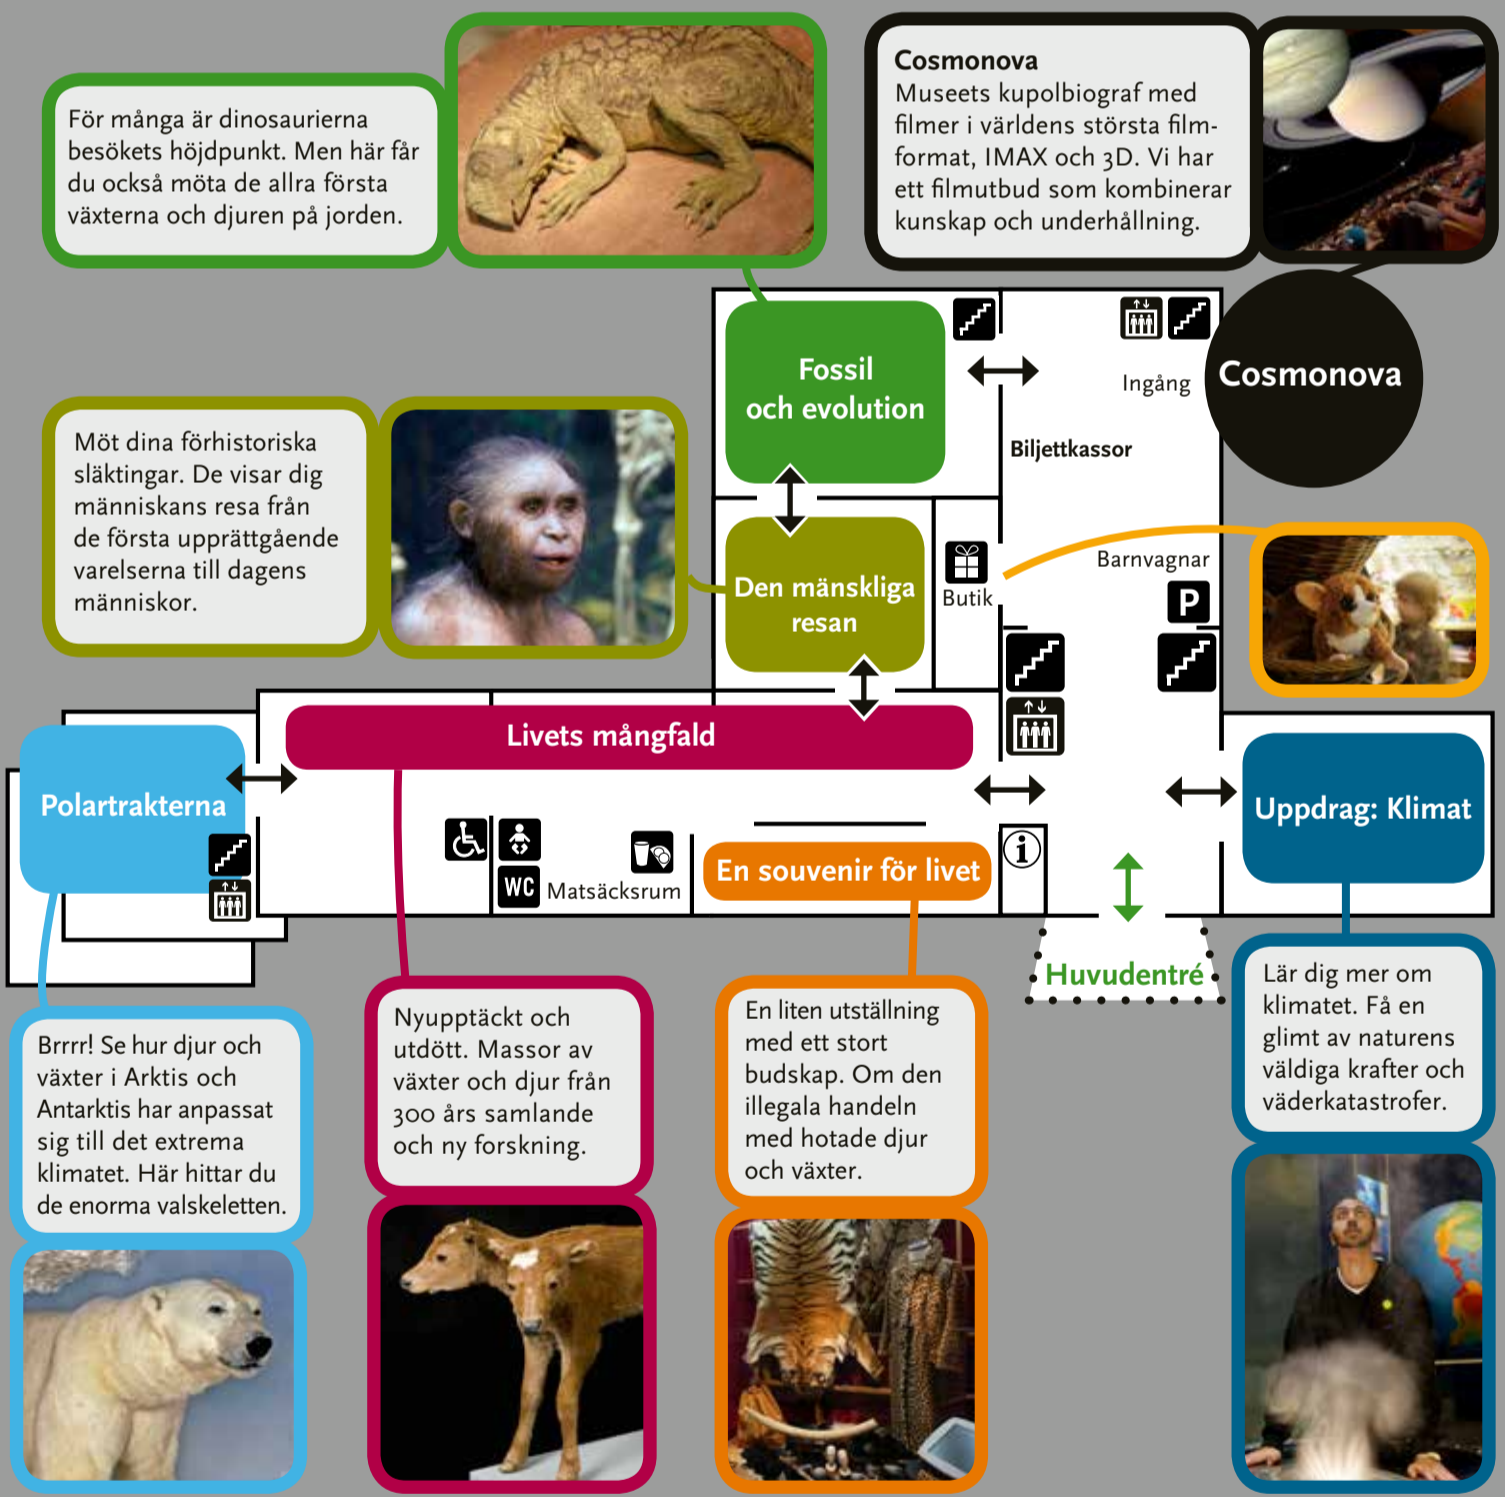 För många är dinosaurierna
besökets höjdpunkt. Men här får
du också möta de allra första
växterna och djuren på jorden.
Cosmonova
Museets kupolbiograf med
filmer i världens största film-
format, IMAX och 3D. Vi har
ett filmutbud som kombinerar
kunskap och underhållning.
Fossil
och evolution
Ingång
Cosmonova
Biljettkassor
Möt dina förhistoriska
släktingar. De visar dig
människans resa från
de första upprättgående
varelserna till dagens
människor.
Den mänskliga
resan
Butik
Barnvagnar
P
Livets mångfald
Polartrakterna
Uppdrag: Klimat
WC
Matsäcksrum
En souvenir för livet
i
Huvudentré
Brrrr! Se hur djur och
växter i Arktis och
Antarktis har anpassat
sig till det extrema
klimatet. Här hittar du
de enorma valskeletten.
Nyupptäckt och
utdött. Massor av
växter och djur från
300 års samlande
och ny forskning.
En liten utställning
med ett stort
budskap. Om den
illegala handeln
med hotade djur
och växter.
Lär dig mer om
klimatet. Få en
glimt av naturens
väldiga krafter och
väderkatastrofer.